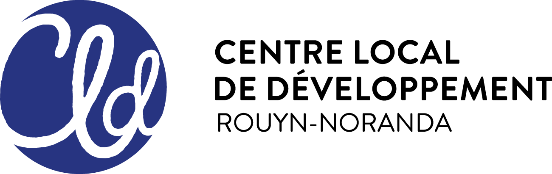 Cld
CENTRE LOCAL
DE DÉVELOPPEMENT
ROUYN-NORANDA